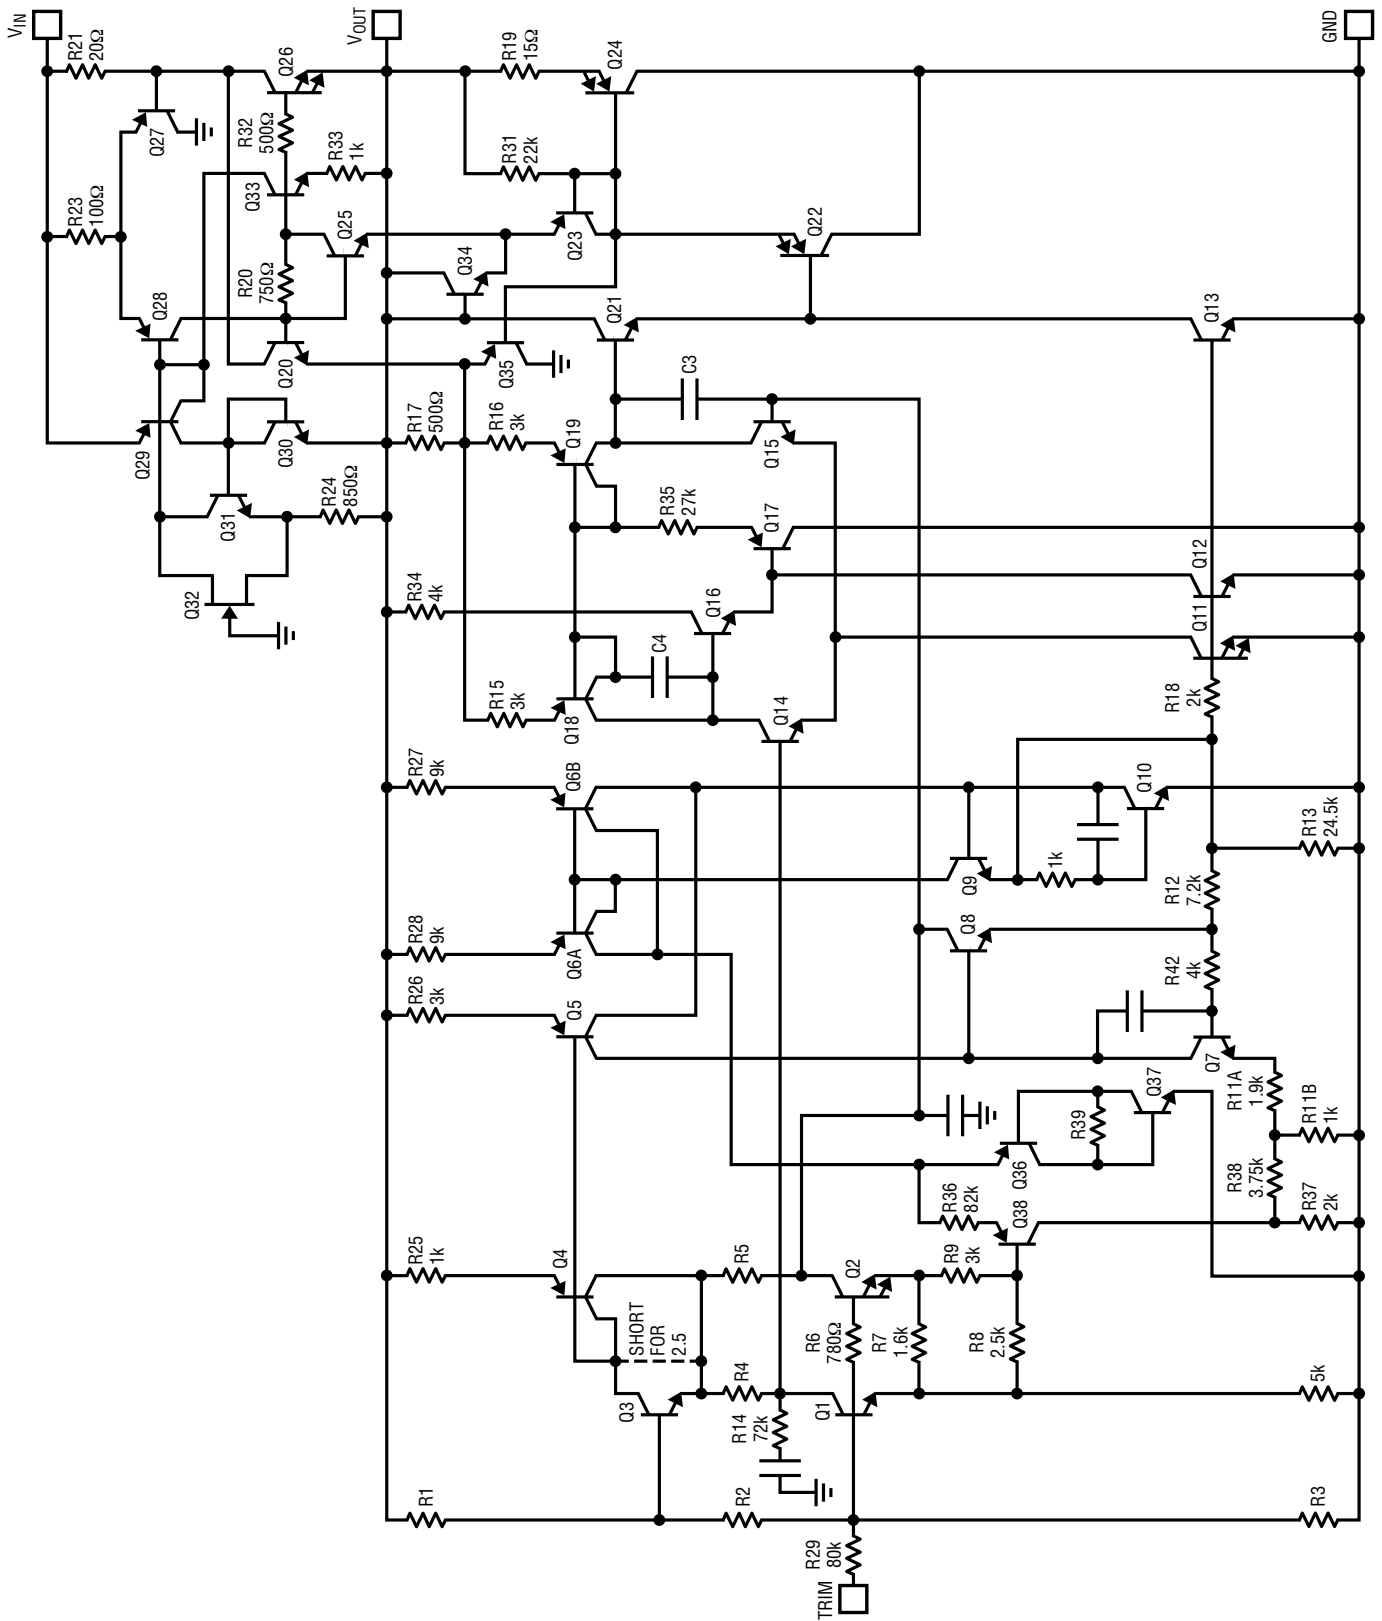 VIN
R23
100Ω
R21
20Ω
Q29
Q28
Q27
Q32
Q31
R20
750Ω
Q33
R32
500Ω
Q30
Q20
Q26
R24
850Ω
Q25
R33
1k
VOUT
R1
R25
1k
R26
3k
R28
9k
R27
9k
R34
4k
R17
500Ω
Q34
R15
3k
R16
3k
Q35
R31
22k
R19
15Ω
Q4
Q5
Q6A
Q6B
Q18
Q19
Q23
Q21
Q24
Q3
SHORT
FOR
2.5
C4
R35
27k
C3
R2
R14
72k
R4
R5
Q16
Q14
Q17
Q15
Q22
TRIM
R29
80k
Q1
R6
780Ω
Q2
R7
1.6k
R9
3k
R36
82k
R8
2.5k
Q38
Q36
Q8
Q9
1k
R39
Q37
Q10
R42
4k
R12
7.2k
R18
2k
Q11
Q12
Q7
Q13
R38
3.75k
R11A
1.9k
R3
5k
R37
2k
R11B
1k
R13
24.5k
GND